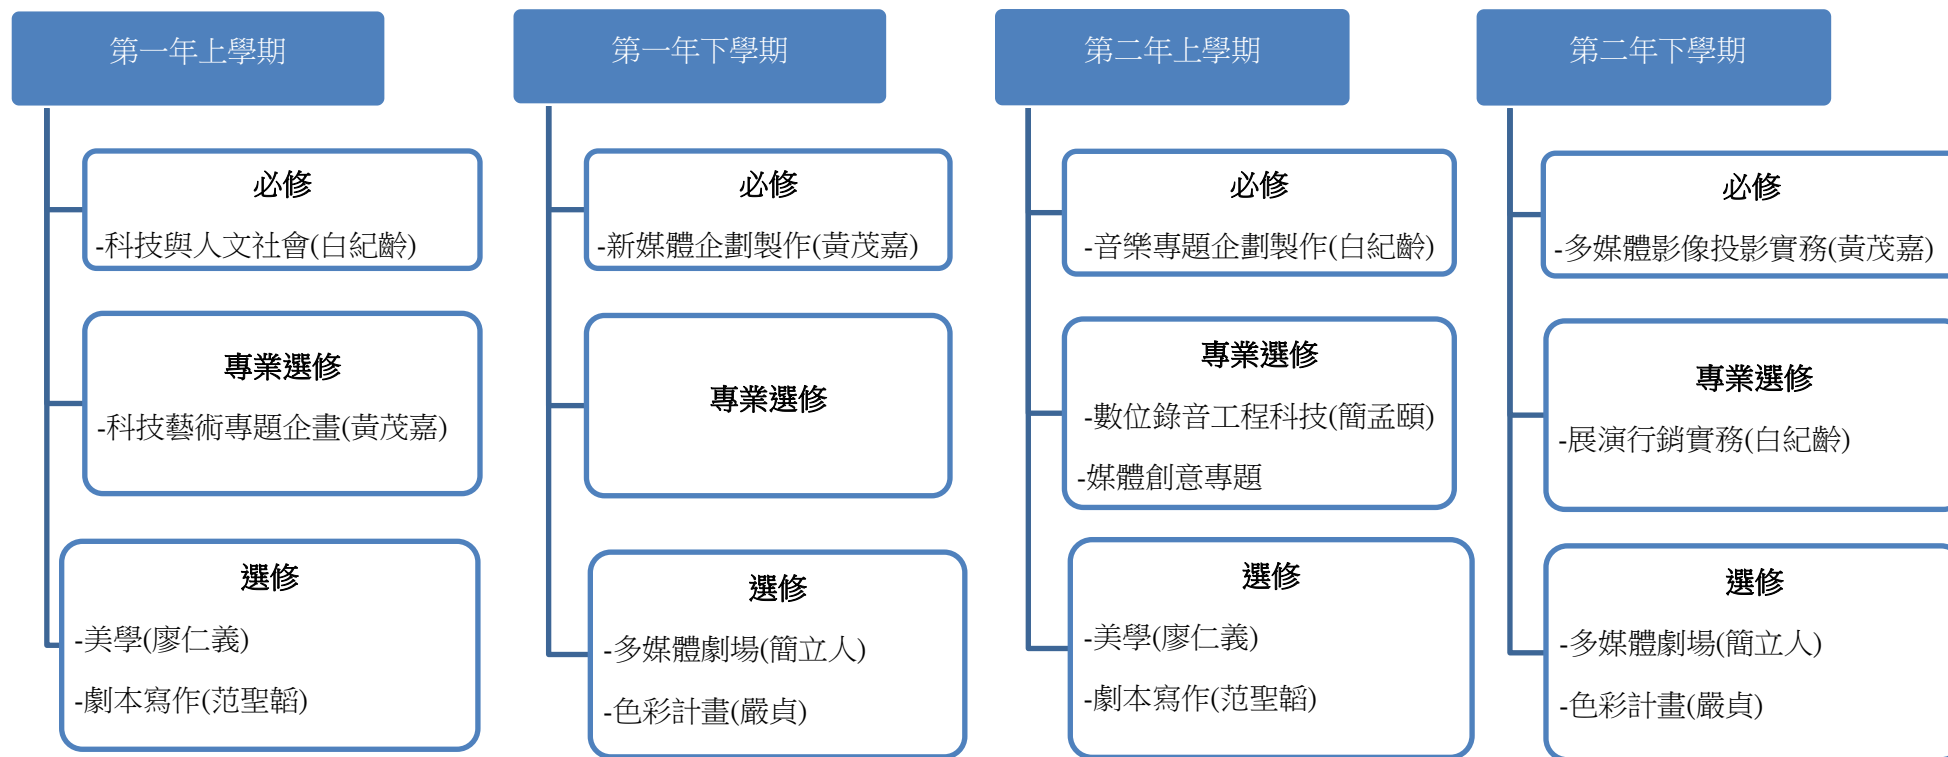 第一年上學期
必修
-科技與人文社會(白紀齡)
專業選修
-科技藝術專題企畫(黃茂嘉)
選修
-美學(廖仁義)
-劇本寫作(范聖韜)
第一年下學期
必修
-新媒體企劃製作(黃茂嘉)
專業選修
選修
-多媒體劇場(簡立人)
-色彩計畫(嚴貞)
第二年上學期
必修
-音樂專題企劃製作(白紀齡)
專業選修
-數位錄音工程科技(簡孟頤)
-媒體創意專題
選修
-美學(廖仁義)
-劇本寫作(范聖韜)
第二年下學期
必修
-多媒體影像投影實務(黃茂嘉)
專業選修
-展演行銷實務(白紀齡)
選修
-多媒體劇場(簡立人)
-色彩計畫(嚴貞)